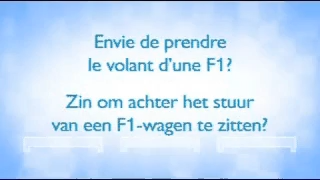 Envie de prendre
le volant d'une F1?
Zin om achter het stuur
van een F1-wagen te zitten?